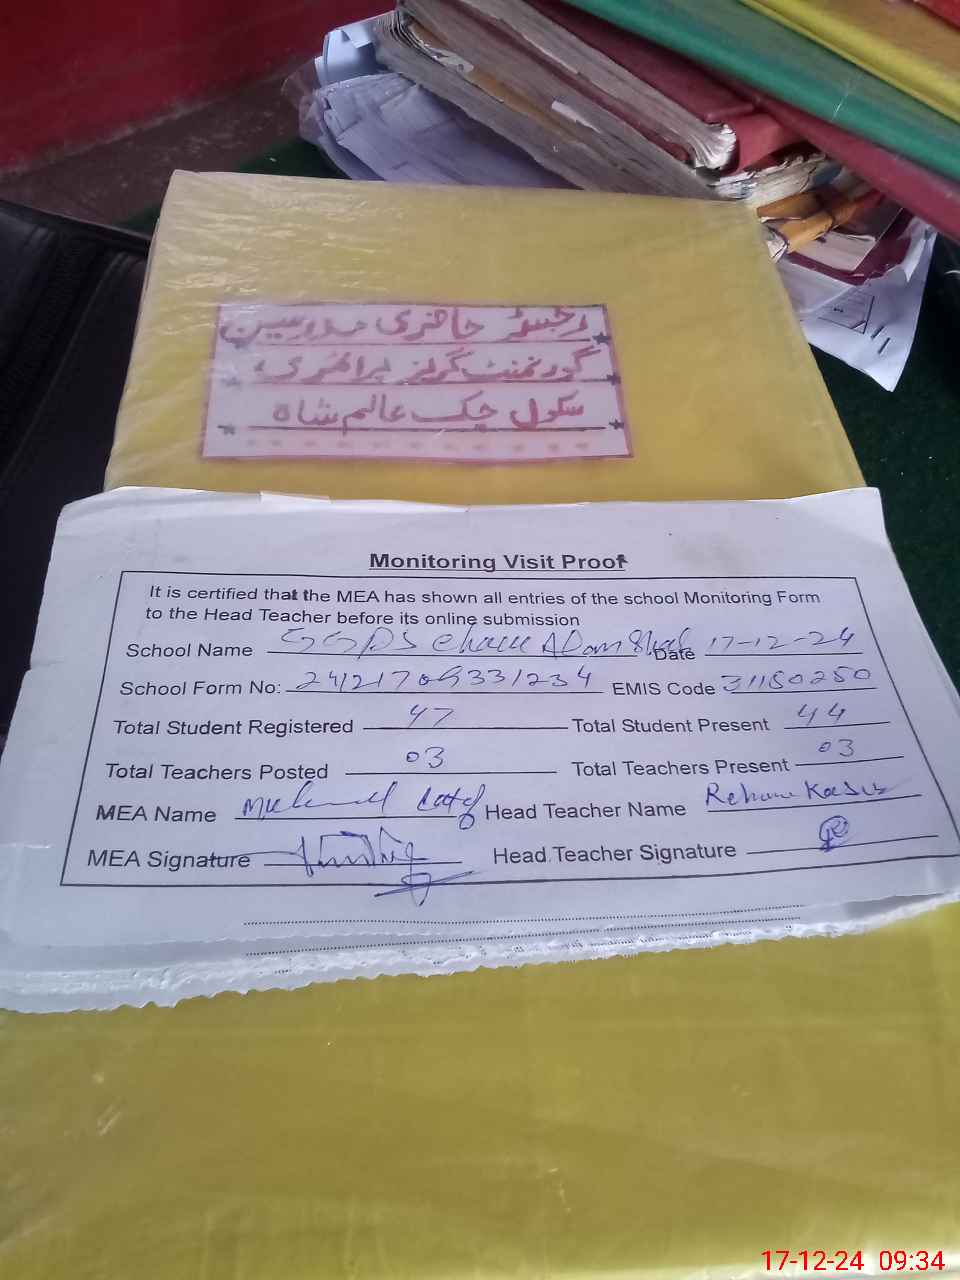 رجسٹر حاضری مدرسین
گورنمنٹ گرلز پرائمری
سکول چک عالم شاہ
Monitoring Visit Proof
It is certified that the MEA has shown all entries of the school Monitoring Form
to the Head Teacher before its online submission
School Name GGPS Chak Alam Shah Date 17-12-24
School Form No: EMIS Code 31150250
Total Student Registered 47 Total Student Present 44
Total Teachers Posted 03 Total Teachers Present 03
MEA Name Head Teacher Name
MEA Signature Head Teacher Signature
17-12-24 09:34